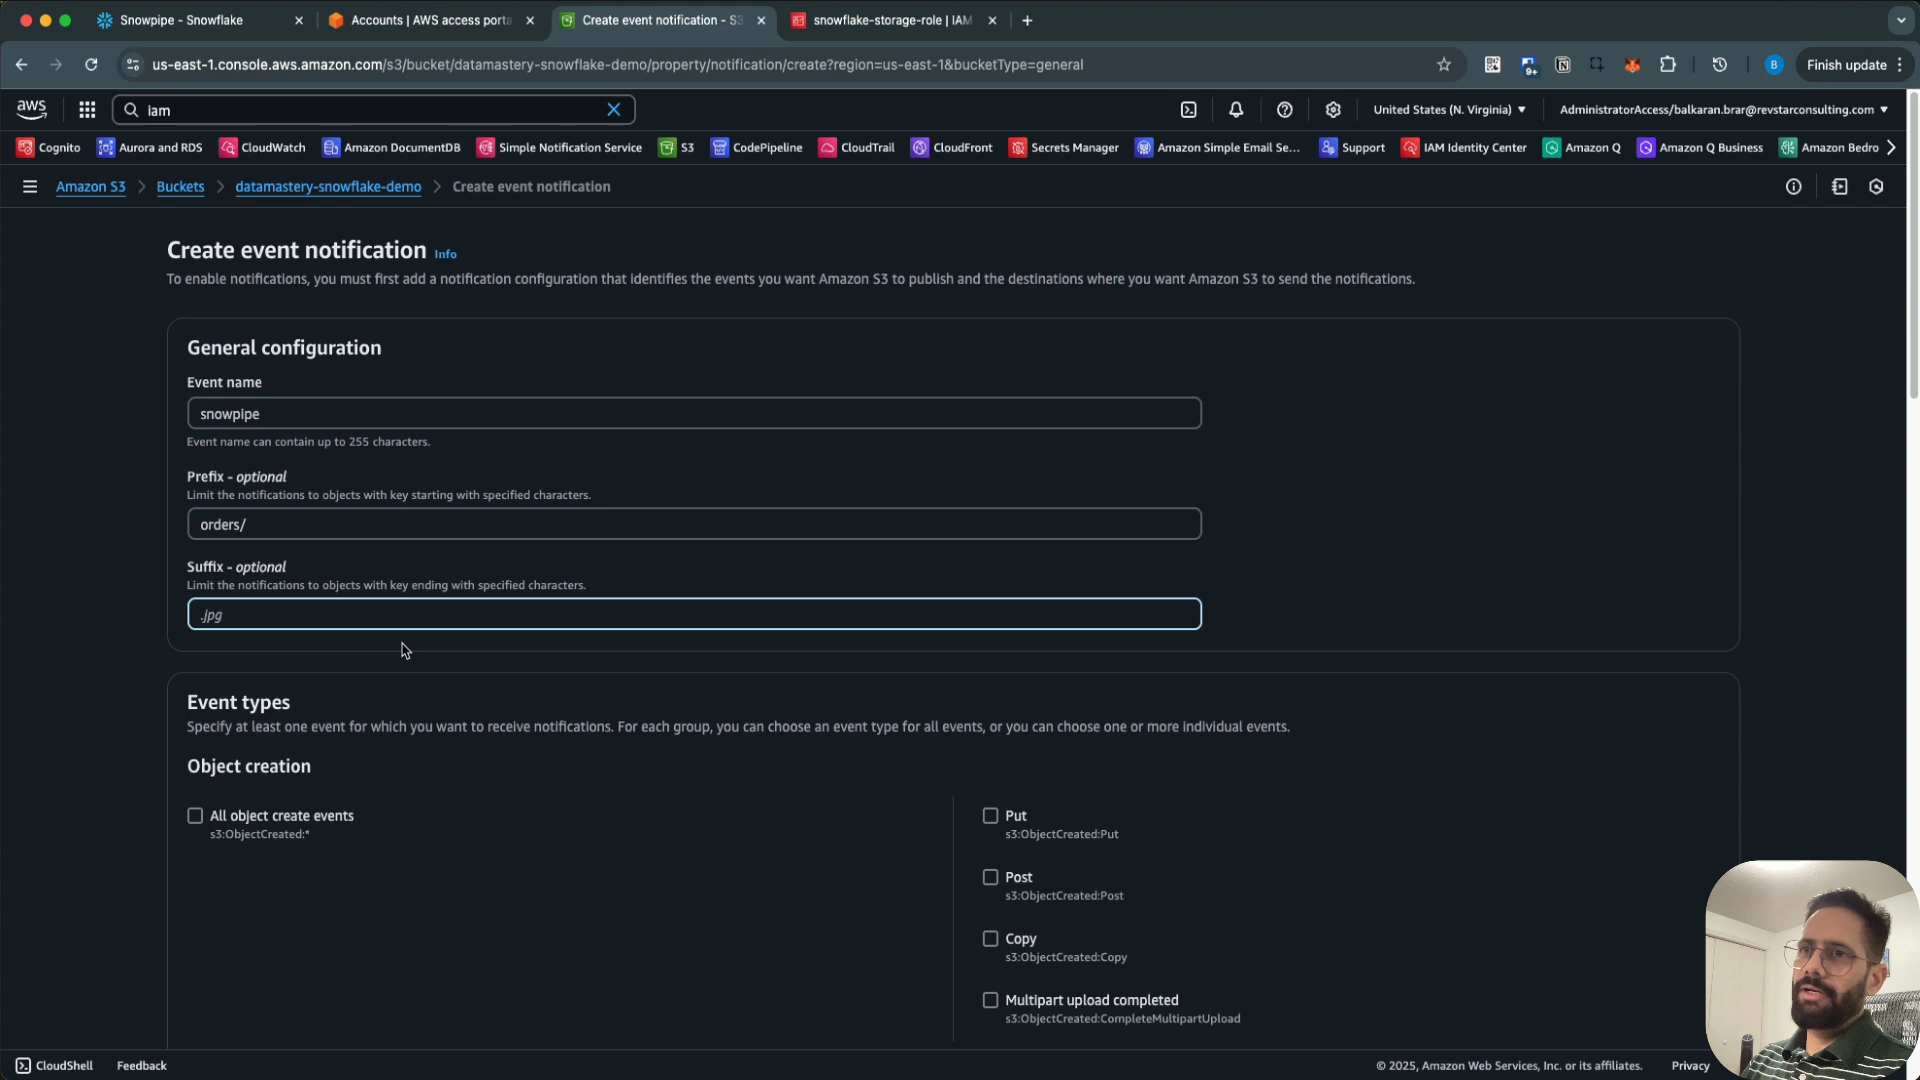 Snowpipe - Snowflake
Accounts | AWS access porta
Create event notification - S3
snowflake-storage-role | IAM
us-east-1.console.aws.amazon.com/s3/bucket/datamastery-snowflake-demo/property/notification/create?region=us-east-1&bucketType=general
9+
B
Finish update
aws
iam
United States (N. Virginia)
AdministratorAccess/balkaran.brar@revstarconsulting.com
Cognito
Aurora and RDS
CloudWatch
Amazon DocumentDB
Simple Notification Service
S3
CodePipeline
CloudTrail
CloudFront
Secrets Manager
Amazon Simple Email Se...
Support
IAM Identity Center
Amazon Q
Amazon Q Business
Amazon Bedro
Amazon S3
Buckets
datamastery-snowflake-demo
Create event notification
Create event notification Info
To enable notifications, you must first add a notification configuration that identifies the events you want Amazon S3 to publish and the destinations where you want Amazon S3 to send the notifications.
General configuration
Event name
snowpipe
Event name can contain up to 255 characters.
Prefix - optional
Limit the notifications to objects with key starting with specified characters.
orders/
Suffix - optional
Limit the notifications to objects with key ending with specified characters.
.jpg
Event types
Specify at least one event for which you want to receive notifications. For each group, you can choose an event type for all events, or you can choose one or more individual events.
Object creation
All object create events
s3:ObjectCreated:*
Put
s3:ObjectCreated:Put
Post
s3:ObjectCreated:Post
Copy
s3:ObjectCreated:Copy
Multipart upload completed
s3:ObjectCreated:CompleteMultipartUpload
CloudShell
Feedback
© 2025, Amazon Web Services, Inc. or its affiliates.
Privacy